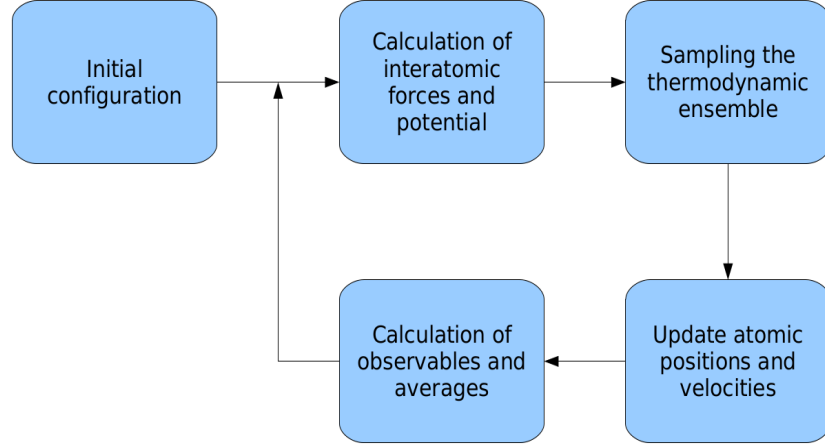 Initial
configuration
Calculation of
interatomic
forces and
potential
Sampling the
thermodynamic
ensemble
Calculation of
observables and
averages
Update atomic
positions and
velocities